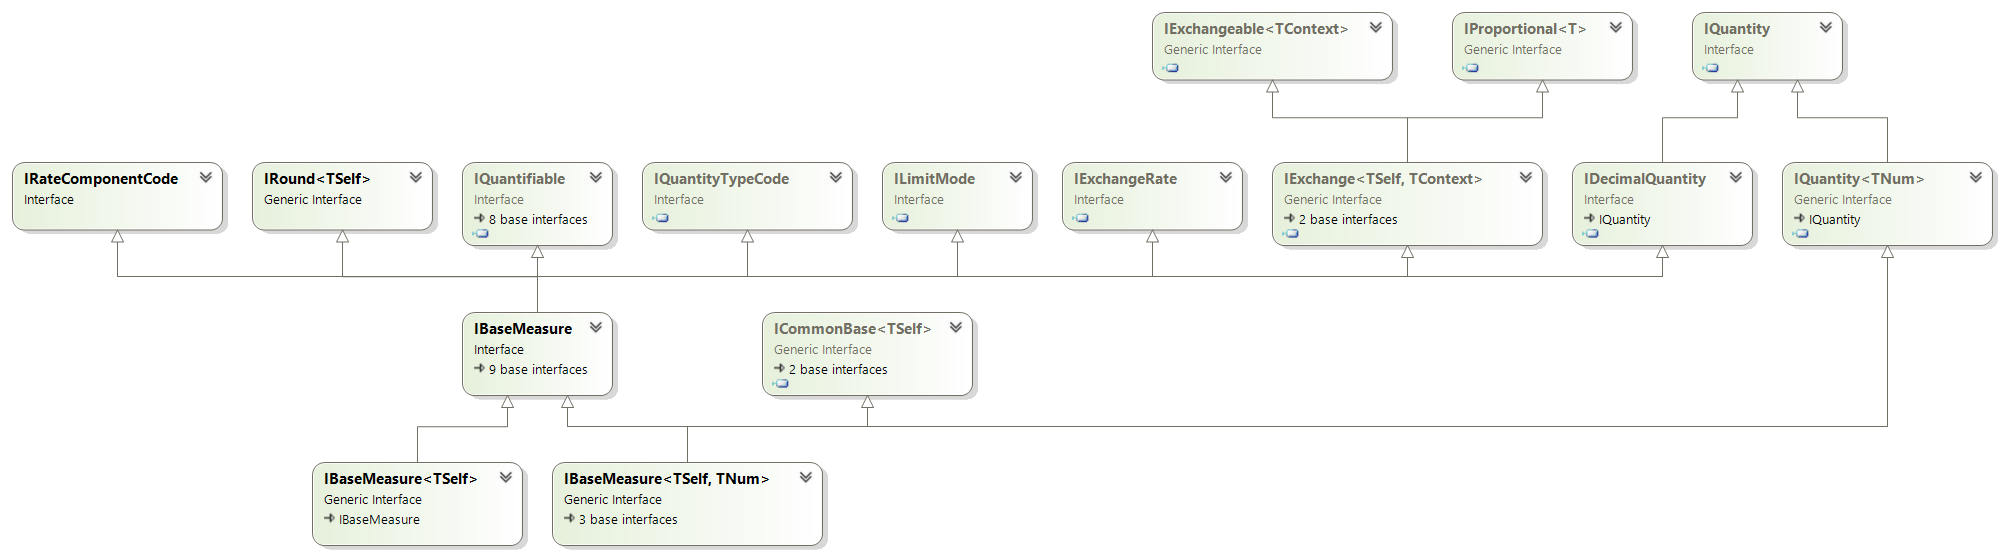 IExchangeable<TContext>
Generic Interface
IProportional<T>
Generic Interface
IQuantity
Interface
IRateComponentCode
Interface
IRound<TSelf>
Generic Interface
IQuantifiable
Interface
8 base interfaces
IQuantityTypeCode
Interface
ILimitMode
Interface
IExchangeRate
Interface
IExchange<TSelf, TContext>
Generic Interface
2 base interfaces
IDecimalQuantity
Interface
IQuantity
IQuantity<TNum>
Generic Interface
IQuantity
IBaseMeasure
Interface
9 base interfaces
ICommonBase<TSelf>
Generic Interface
2 base interfaces
IBaseMeasure<TSelf>
Generic Interface
IBaseMeasure
IBaseMeasure<TSelf, TNum>
Generic Interface
3 base interfaces